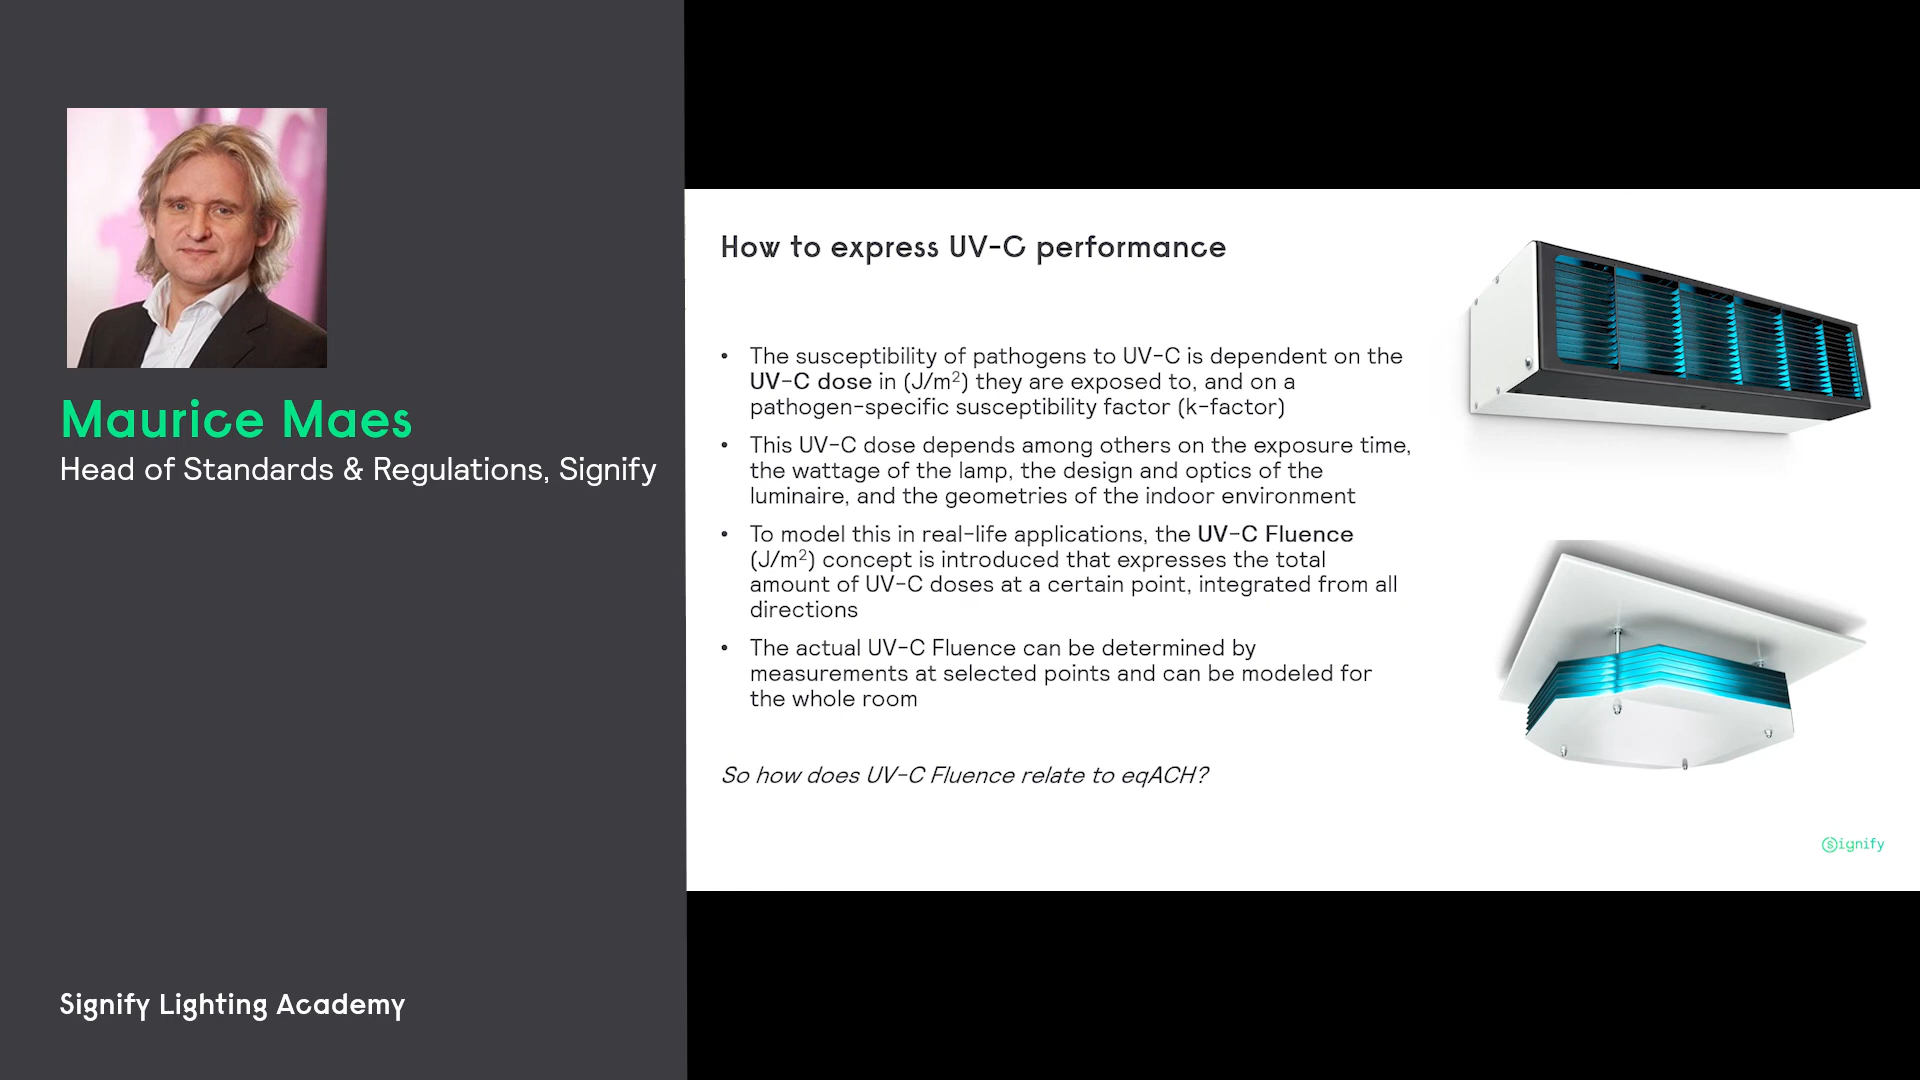 Maurice Maes
Head of Standards & Regulations, Signify
Signify Lighting Academy
How to express UV-C performance
• The susceptibility of pathogens to UV-C is dependent on the
UV-C dose in (J/m²) they are exposed to, and on a
pathogen-specific susceptibility factor (k-factor)
• This UV-C dose depends among others on the exposure time,
the wattage of the lamp, the design and optics of the
luminaire, and the geometries of the indoor environment
• To model this in real-life applications, the UV-C Fluence
(J/m²) concept is introduced that expresses the total
amount of UV-C doses at a certain point, integrated from all
directions
• The actual UV-C Fluence can be determined by
measurements at selected points and can be modeled for
the whole room
So how does UV-C Fluence relate to eqACH?
Signify